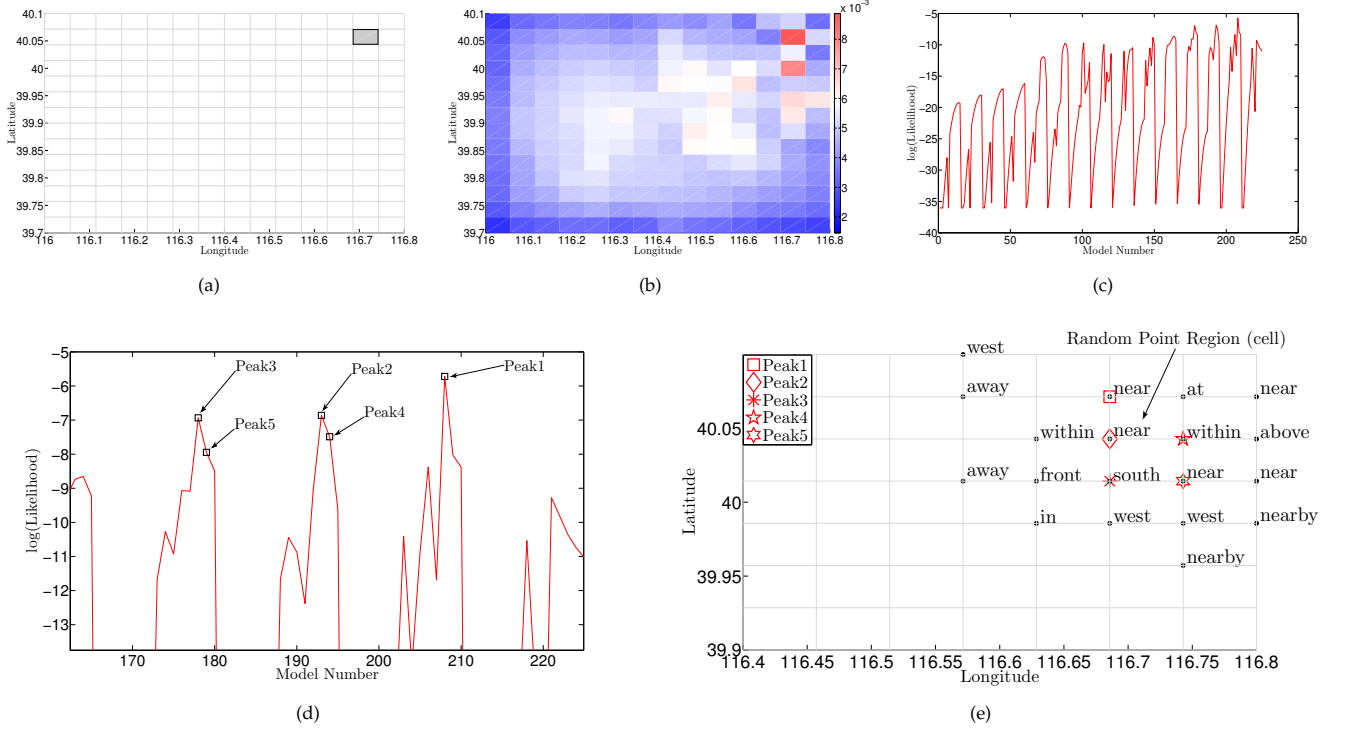 40.1
40.05
40
39.95
39.9
39.85
39.8
39.75
39.7
Latitude
116 116.1 116.2 116.3 116.4 116.5 116.6 116.7 116.8
Longitude
(a)
40.1
40.05
40
39.95
39.9
39.85
39.8
39.75
39.7
Latitude
116 116.1 116.2 116.3 116.4 116.5 116.6 116.7 116.8
Longitude
x 10⁻³
8
7
6
5
4
3
2
(b)
−5
−10
−15
−20
−25
−30
−35
−40
log(Likelihood)
0 50 100 150 200 250
Model Number
(c)
−5
−6
−7
−8
−9
−10
−11
−12
−13
log(Likelihood)
Peak3
Peak5
Peak2
Peak4
Peak1
170 180 190 200 210 220
Model Number
(d)
Random Point Region (cell)
Peak1
Peak2
Peak3
Peak4
Peak5
west
away near at near
within near within above
away front south near near
in west west nearby
nearby
40.05
40
39.95
39.9
Latitude
116.4 116.45 116.5 116.55 116.6 116.65 116.7 116.75 116.8
Longitude
(e)